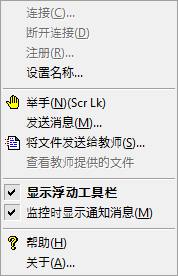 连接(C)...
断开连接(D)
注册(R)...
设置名称...
举手(N)(Scr Lk)
发送消息(M)...
将文件发送给教师(S)...
查看教师提供的文件
显示浮动工具栏
监控时显示通知消息(M)
帮助(H)
关于(A)...